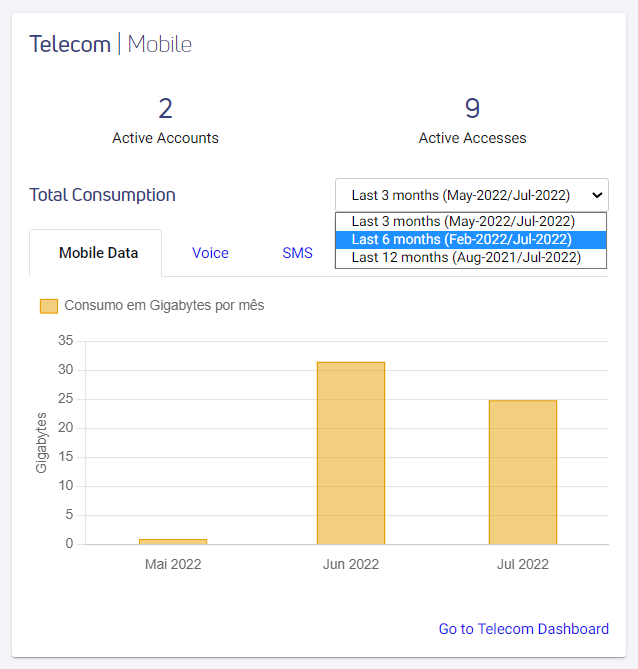 Telecom | Mobile
2
Active Accounts
9
Active Accesses
Total Consumption
Last 3 months (May-2022/Jul-2022)
Last 3 months (May-2022/Jul-2022)
Last 6 months (Feb-2022/Jul-2022)
Last 12 months (Aug-2021/Jul-2022)
Mobile Data
Voice
SMS
Consumo em Gigabytes por mês
Gigabytes
35
30
25
20
15
10
5
0
Mai 2022
Jun 2022
Jul 2022
Go to Telecom Dashboard